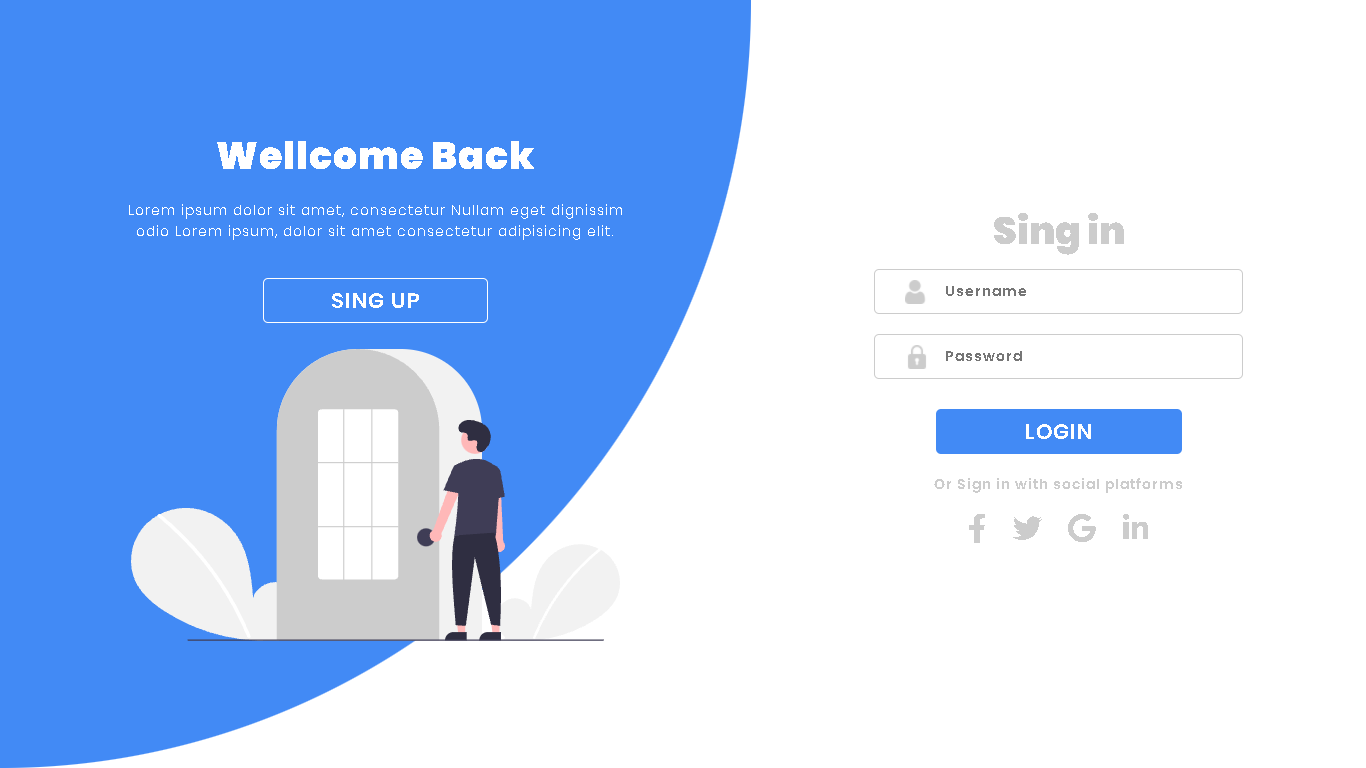 Wellcome Back
Lorem ipsum dolor sit amet, consectetur Nullam eget dignissim
odio Lorem ipsum, dolor sit amet consectetur adipisicing elit.
SING UP
Sing in
Username
Password
LOGIN
Or Sign in with social platforms